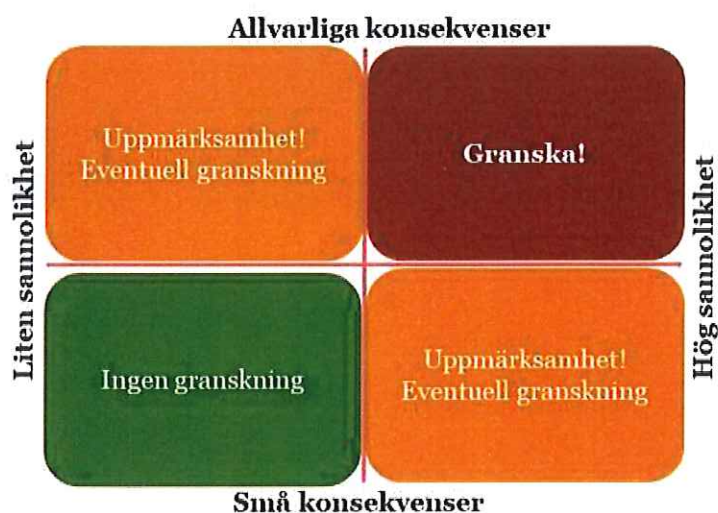 Allvarliga konsekvenser
Liten sannolikhet
Uppmärksamhet!
Eventuell granskning
Granska!
Hög sannolikhet
Ingen granskning
Uppmärksamhet!
Eventuell granskning
Små konsekvenser